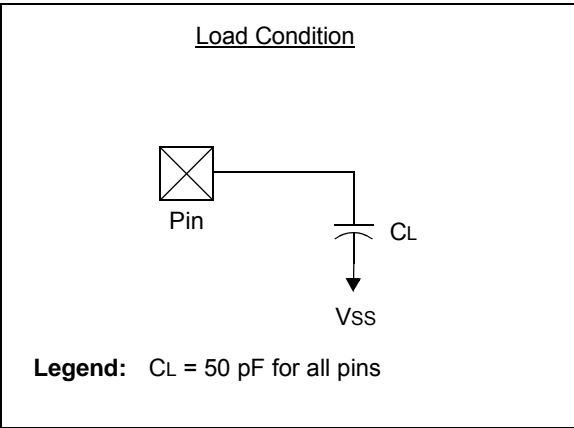 Load Condition
Pin
CL
VSS
Legend: CL = 50 pF for all pins